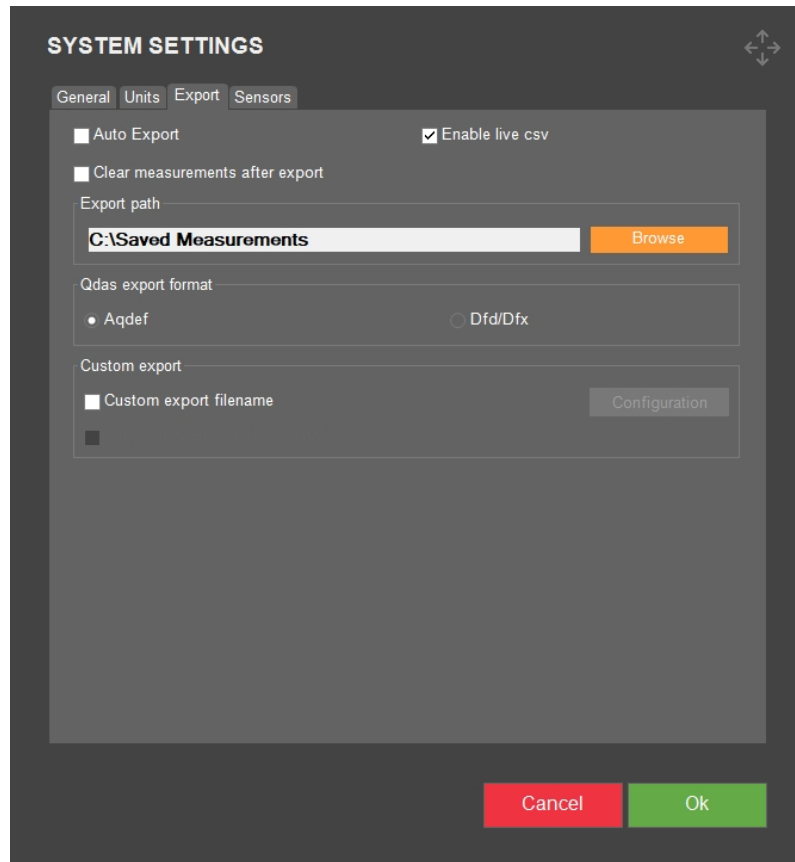 SYSTEM SETTINGS
General Units Export Sensors
Auto Export Enable live csv
Clear measurements after export
Export path
C:\Saved Measurements Browse
Qdas export format
Aqdef Dfd/Dfx
Custom export
Custom export filename Configuration
Cancel Ok